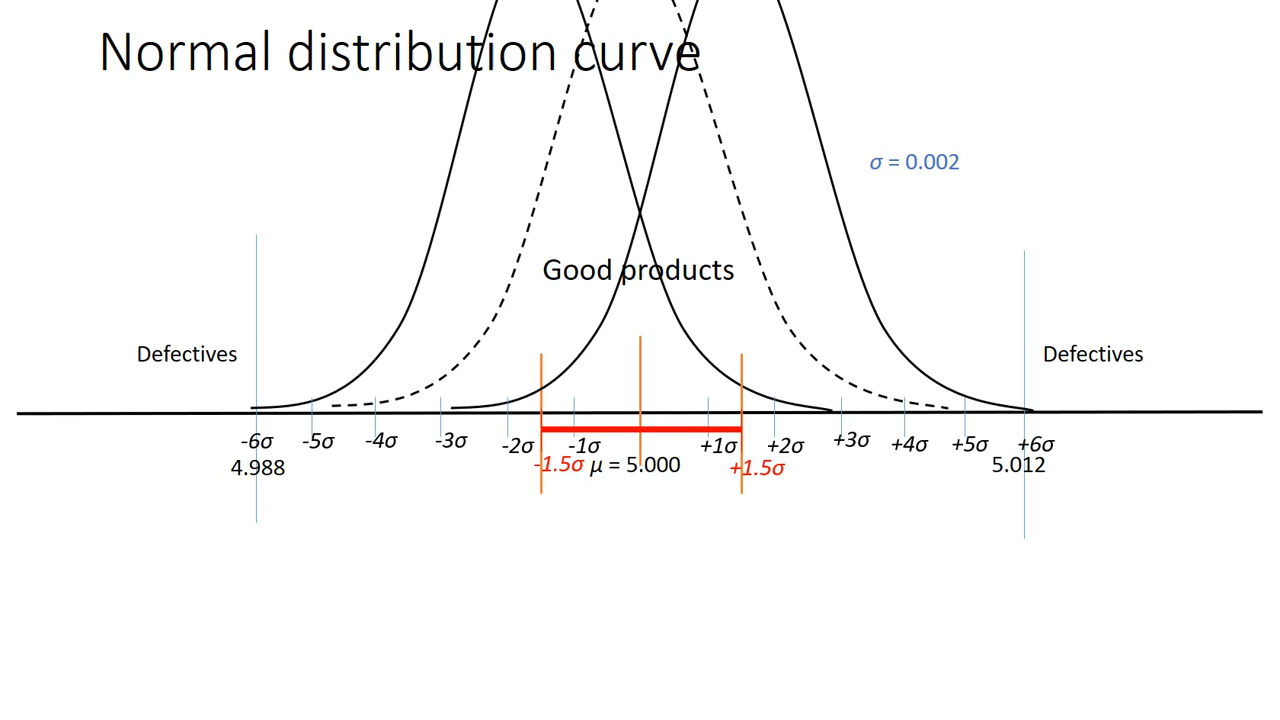 Normal distribution curve
σ = 0.002
Good products
Defectives
Defectives
-6σ -5σ -4σ -3σ -2σ -1σ +1σ +2σ +3σ +4σ +5σ +6σ
4.988 -1.5σ μ = 5.000 +1.5σ 5.012